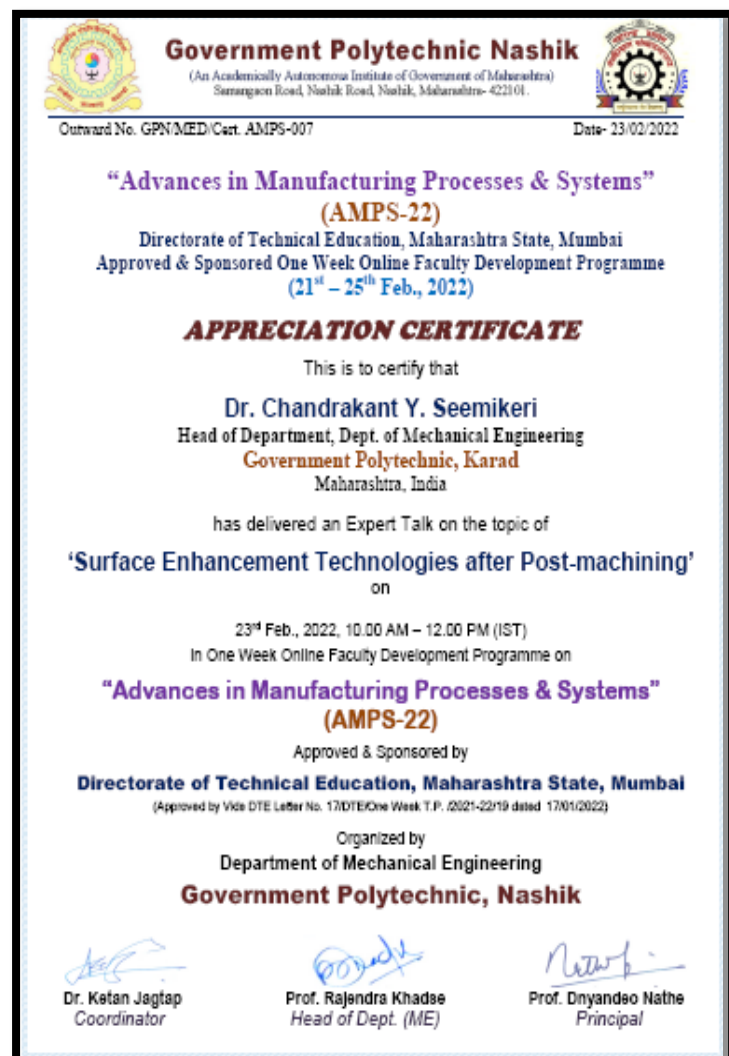 Government Polytechnic Nashik
(An Academically Autonomous Institute of Government of Maharashtra)
Samangaon Road, Nashik Road, Nashik, Maharashtra- 422101.
Outward No. GPN/MED/Cert. AMPS-007 Date- 23/02/2022
“Advances in Manufacturing Processes & Systems”
(AMPS-22)
Directorate of Technical Education, Maharashtra State, Mumbai
Approved & Sponsored One Week Online Faculty Development Programme
(21st – 25th Feb., 2022)
APPRECIATION CERTIFICATE
This is to certify that
Dr. Chandrakant Y. Seemikeri
Head of Department, Dept. of Mechanical Engineering
Government Polytechnic, Karad
Maharashtra, India
has delivered an Expert Talk on the topic of
‘Surface Enhancement Technologies after Post-machining’
on
23rd Feb., 2022, 10.00 AM – 12.00 PM (IST)
In One Week Online Faculty Development Programme on
“Advances in Manufacturing Processes & Systems”
(AMPS-22)
Approved & Sponsored by
Directorate of Technical Education, Maharashtra State, Mumbai
(Approved by Vide DTE Letter No. 17/DTE/One Week T.P. /2021-22/19 dated 17/01/2022)
Organized by
Department of Mechanical Engineering
Government Polytechnic, Nashik
Dr. Ketan Jagtap Prof. Rajendra Khadse Prof. Dnyandeo Nathe
Coordinator Head of Dept. (ME) Principal